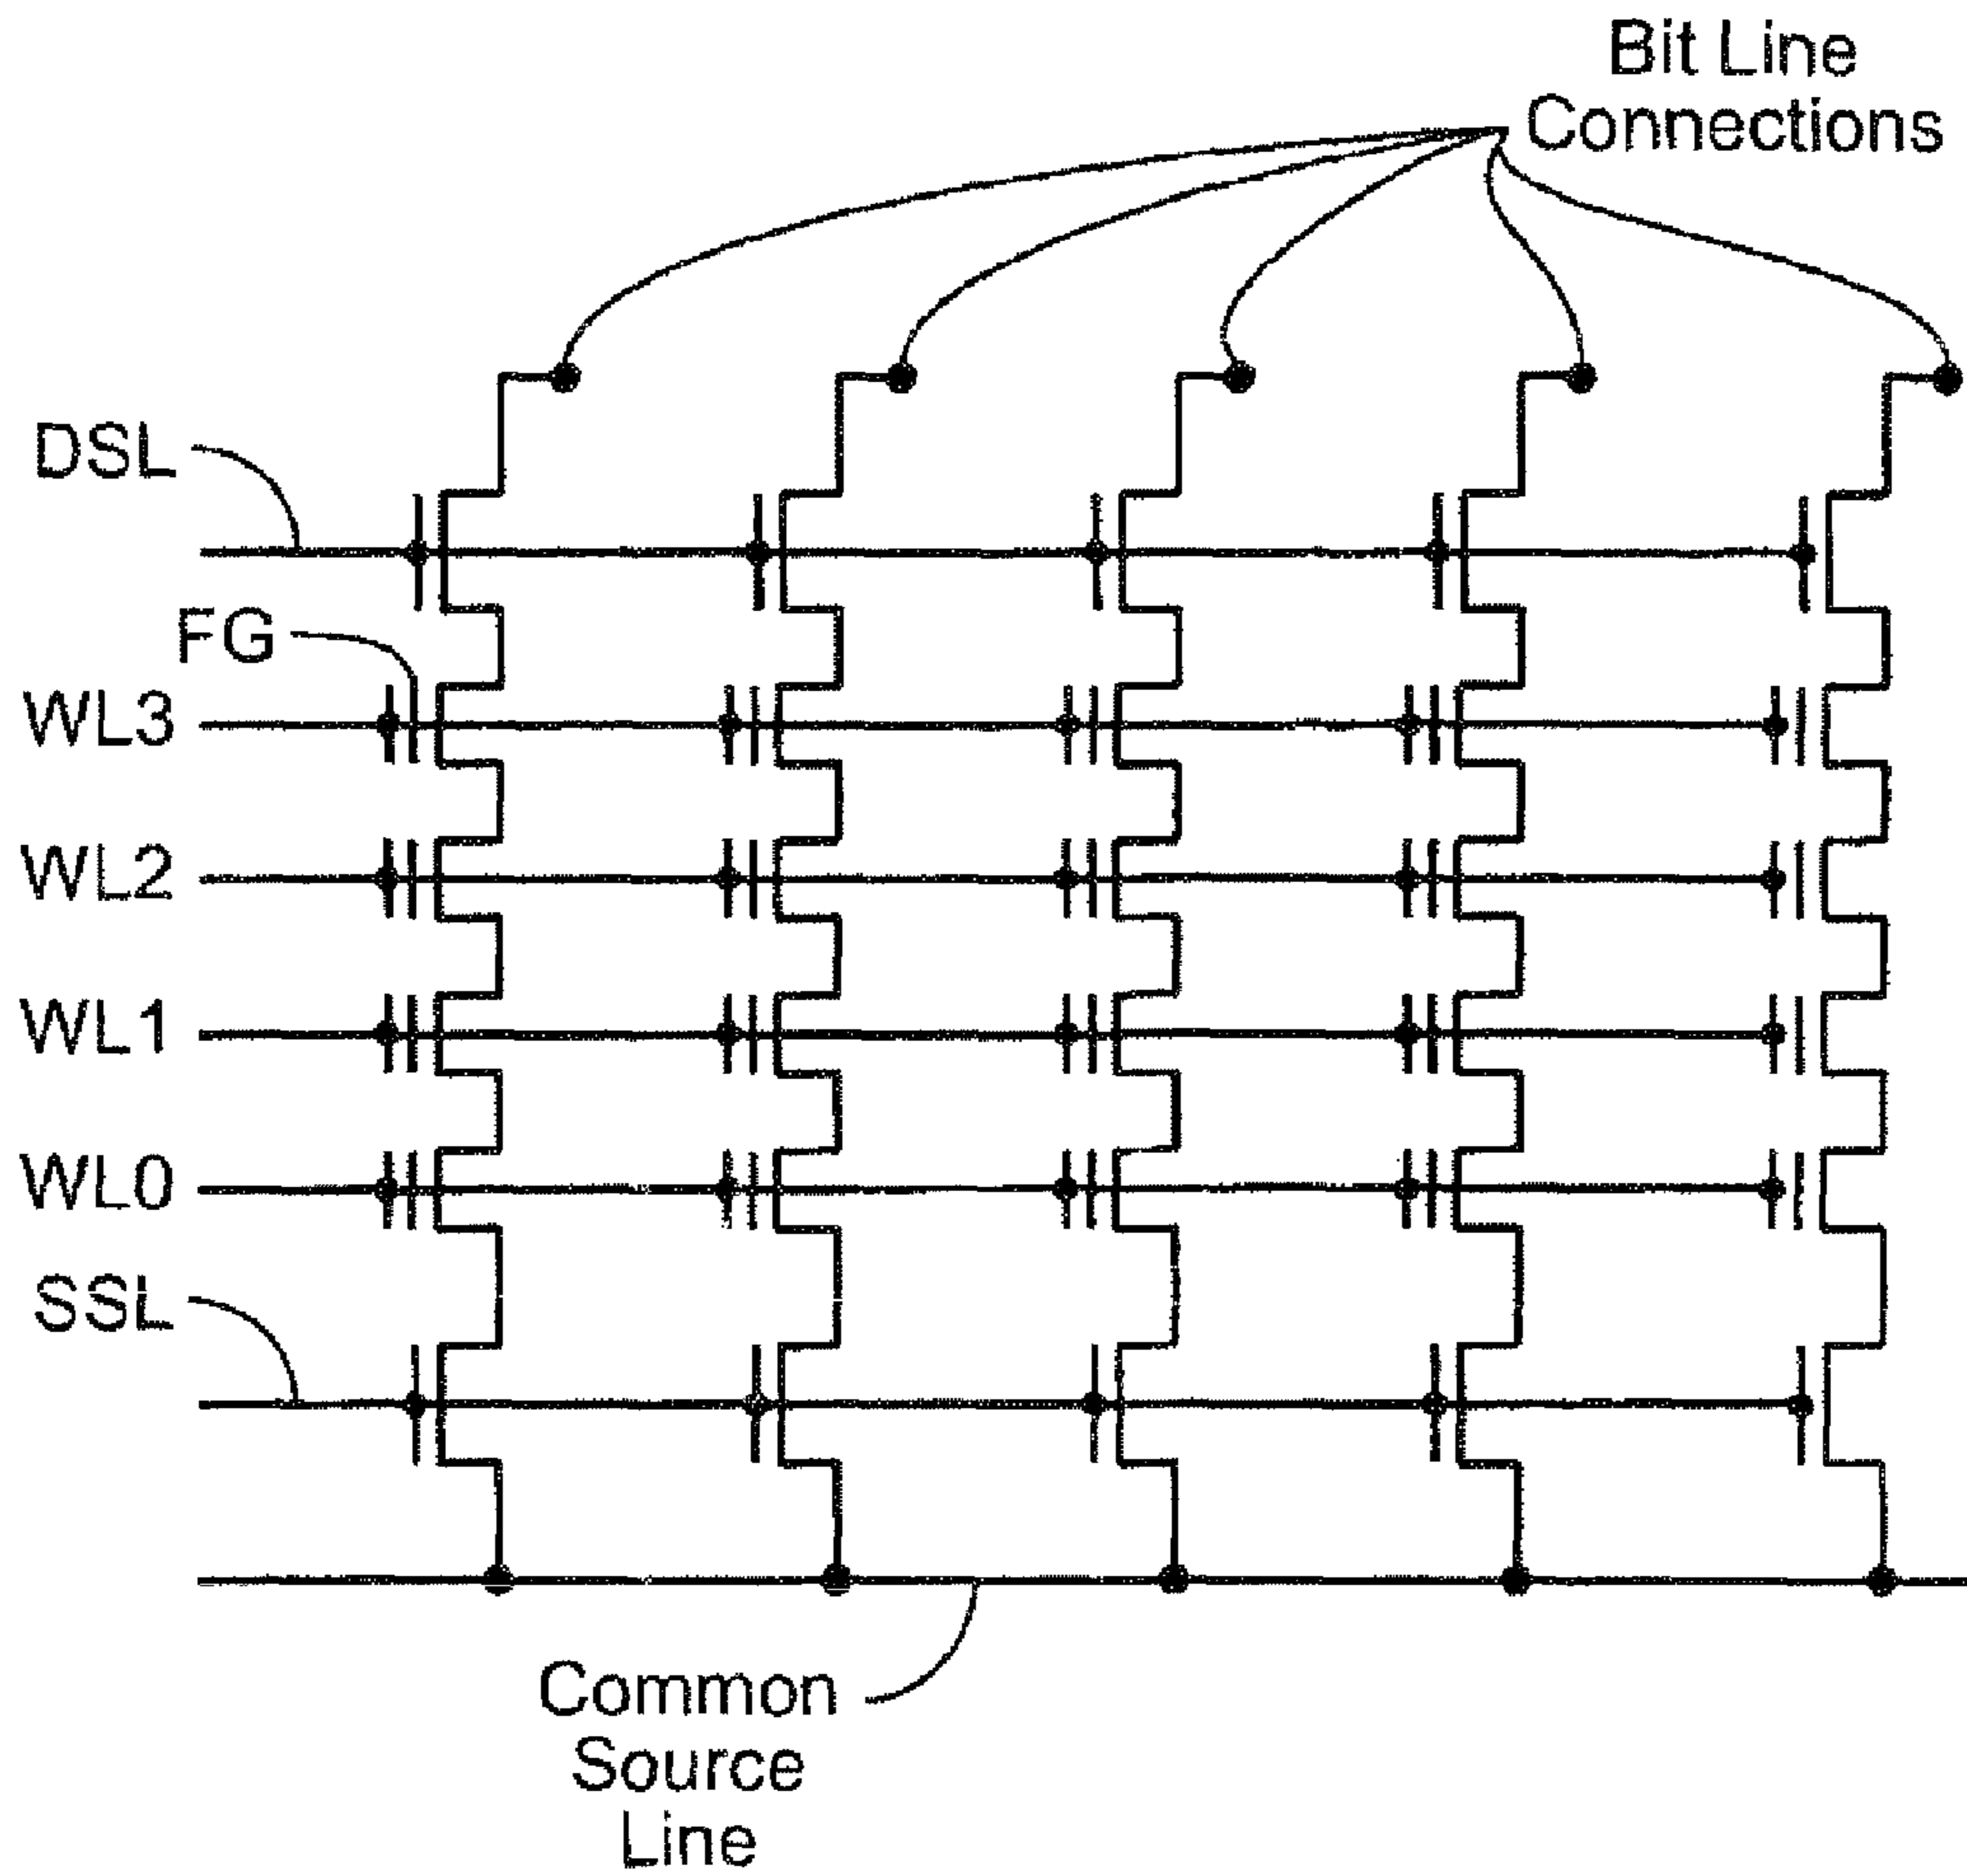 Bit Line
Connections
DSL
FG
WL3
WL2
WL1
WL0
SSL
Common
Source
Line